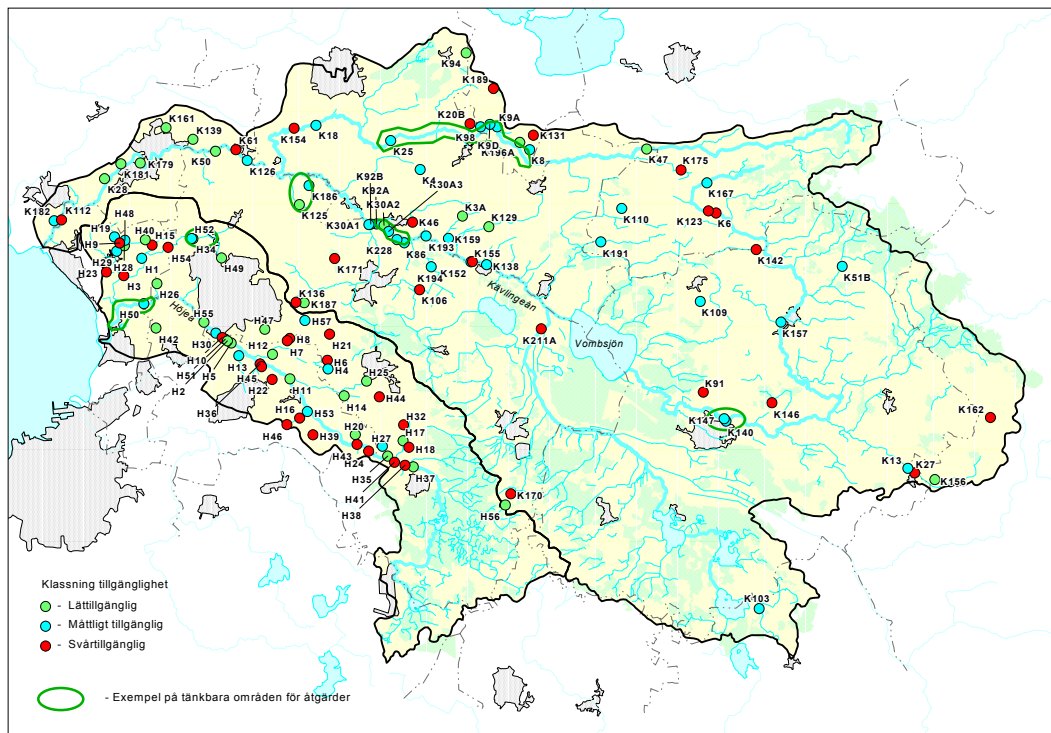 K94
K189
K161
K139
K61
K154
K18
K20B
K9A
K131
K98
K9D
K196A
K8
K25
K47
K175
K50
K179
K181
K126
K28
K92B
K4
K30A3
K92A
K30A2
K186
K125
K3A
K129
K110
K167
K123
K6
K182
K112
H48
K30A1
K46
H19
H40
H15
H52
H9
H34
K228
K86
K193
K159
K191
K142
H29
H1
H54
H49
K171
K194
K152
K155
K138
K51B
H23
H28
H3
H26
K106
K136
K187
Kävlingeån
K109
Höjeå
H50
H55
H47
H57
K157
H42
H30
H12
H8
H7
H21
K211A
Vombsjön
H10
H51
H5
H13
H6
H4
H2
H45
H22
H11
H25
K91
H36
H14
H44
K146
H16
H53
H32
K147
K140
K162
H46
H39
H20
H17
H43
H27
H18
H24
H35
H37
H41
H38
K13
K27
K156
K170
H56
K103
Klassning tillgänglighet
- Lättillgänglig
- Måttligt tillgänglig
- Svårtillgänglig
- Exempel på tänkbara områden för åtgärder